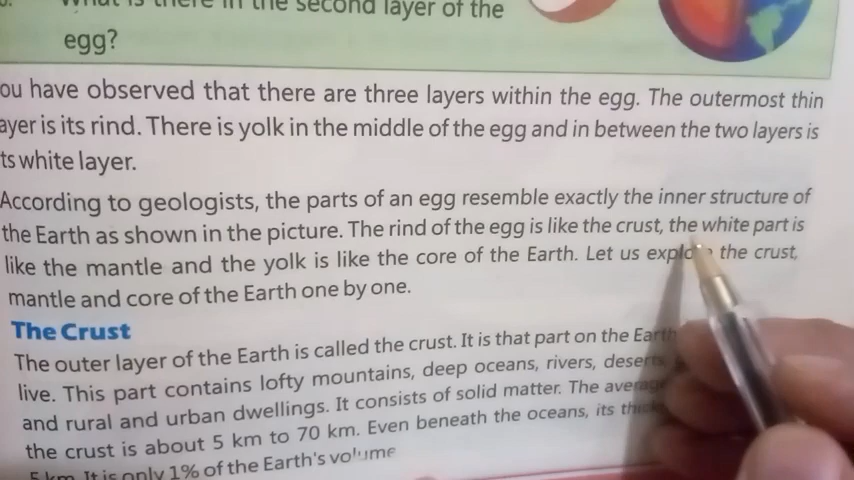 What is there in the second layer of the
egg?
ou have observed that there are three layers within the egg. The outermost thin
ayer is its rind. There is yolk in the middle of the egg and in between the two layers is
ts white layer.
According to geologists, the parts of an egg resemble exactly the inner structure of
the Earth as shown in the picture. The rind of the egg is like the crust, the white part is
like the mantle and the yolk is like the core of the Earth. Let us the crust,
mantle and core of the Earth one by one.
The Crust
The outer layer of the Earth is called the crust. It is that part on the Earth
live. This part contains lofty mountains, deep oceans, rivers, deserts,
and rural and urban dwellings. It consists of solid matter. The average
the crust is about 5 km to 70 km. Even beneath the oceans, its
5 km. It is only 1% of the Earth's volume